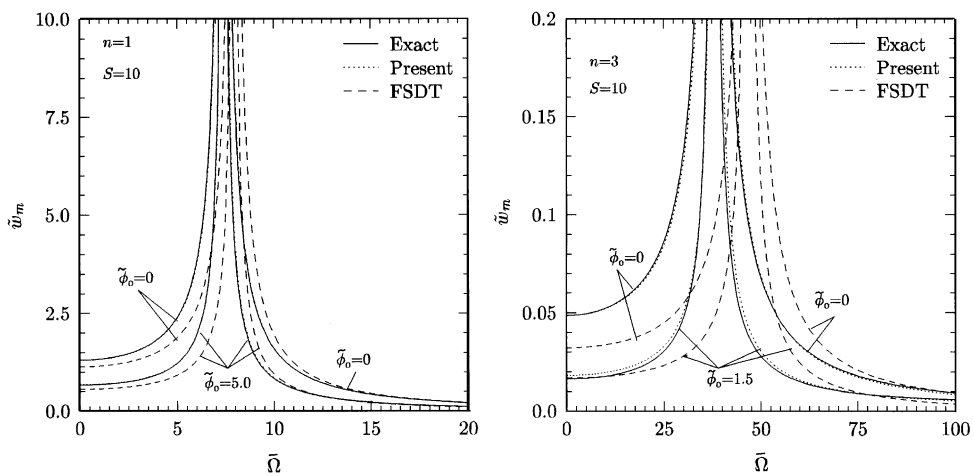 10.0
7.5
5.0
2.5
0.0
w̃ₘ
n=1
S=10
Exact
Present
FSDT
φ̃ₒ=0
φ̃ₒ=5.0
φ̃ₒ=0
0 5 10 15 20
Ω̄
0.2
0.15
0.1
0.05
0
w̃ₘ
n=3
S=10
Exact
Present
FSDT
φ̃ₒ=0
φ̃ₒ=0
φ̃ₒ=1.5
0 25 50 75 100
Ω̄